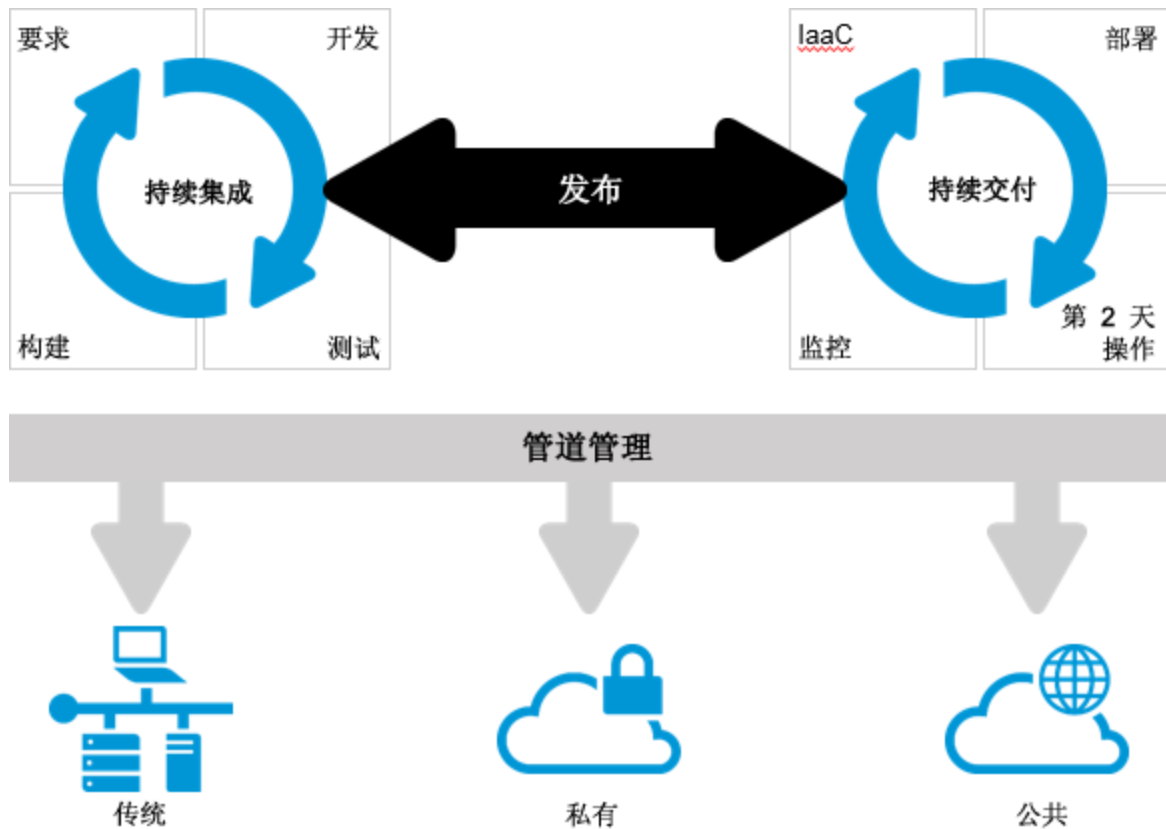 要求
开发
持续集成
构建
测试
发布
IaaC
部署
持续交付
监控
第 2 天
操作
管道管理
传统
私有
公共